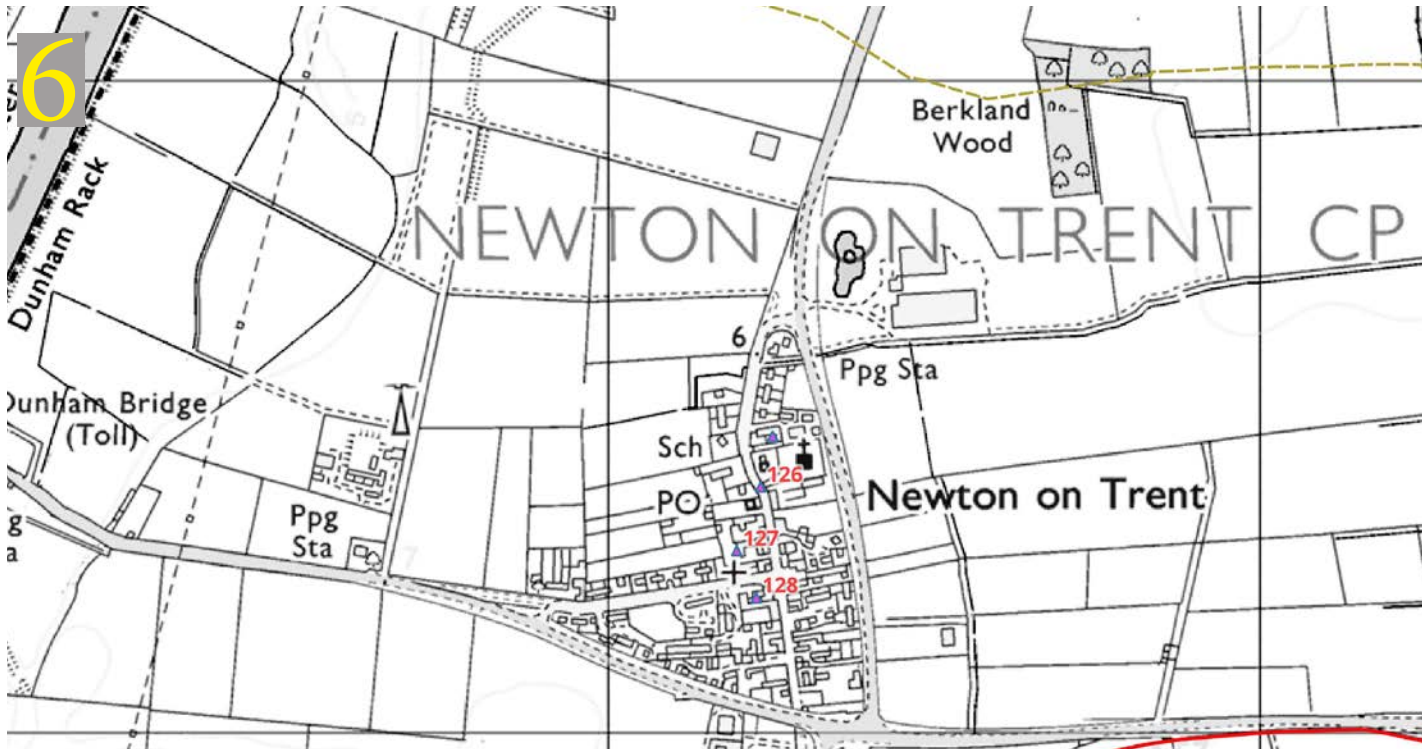 6
Dunham Rack
Berkland
Wood
NEWTON ON TRENT CP
6
Ppg Sta
Dunham Bridge
(Toll)
Sch
126
PO
Newton on Trent
Ppg
Sta
7
127
128